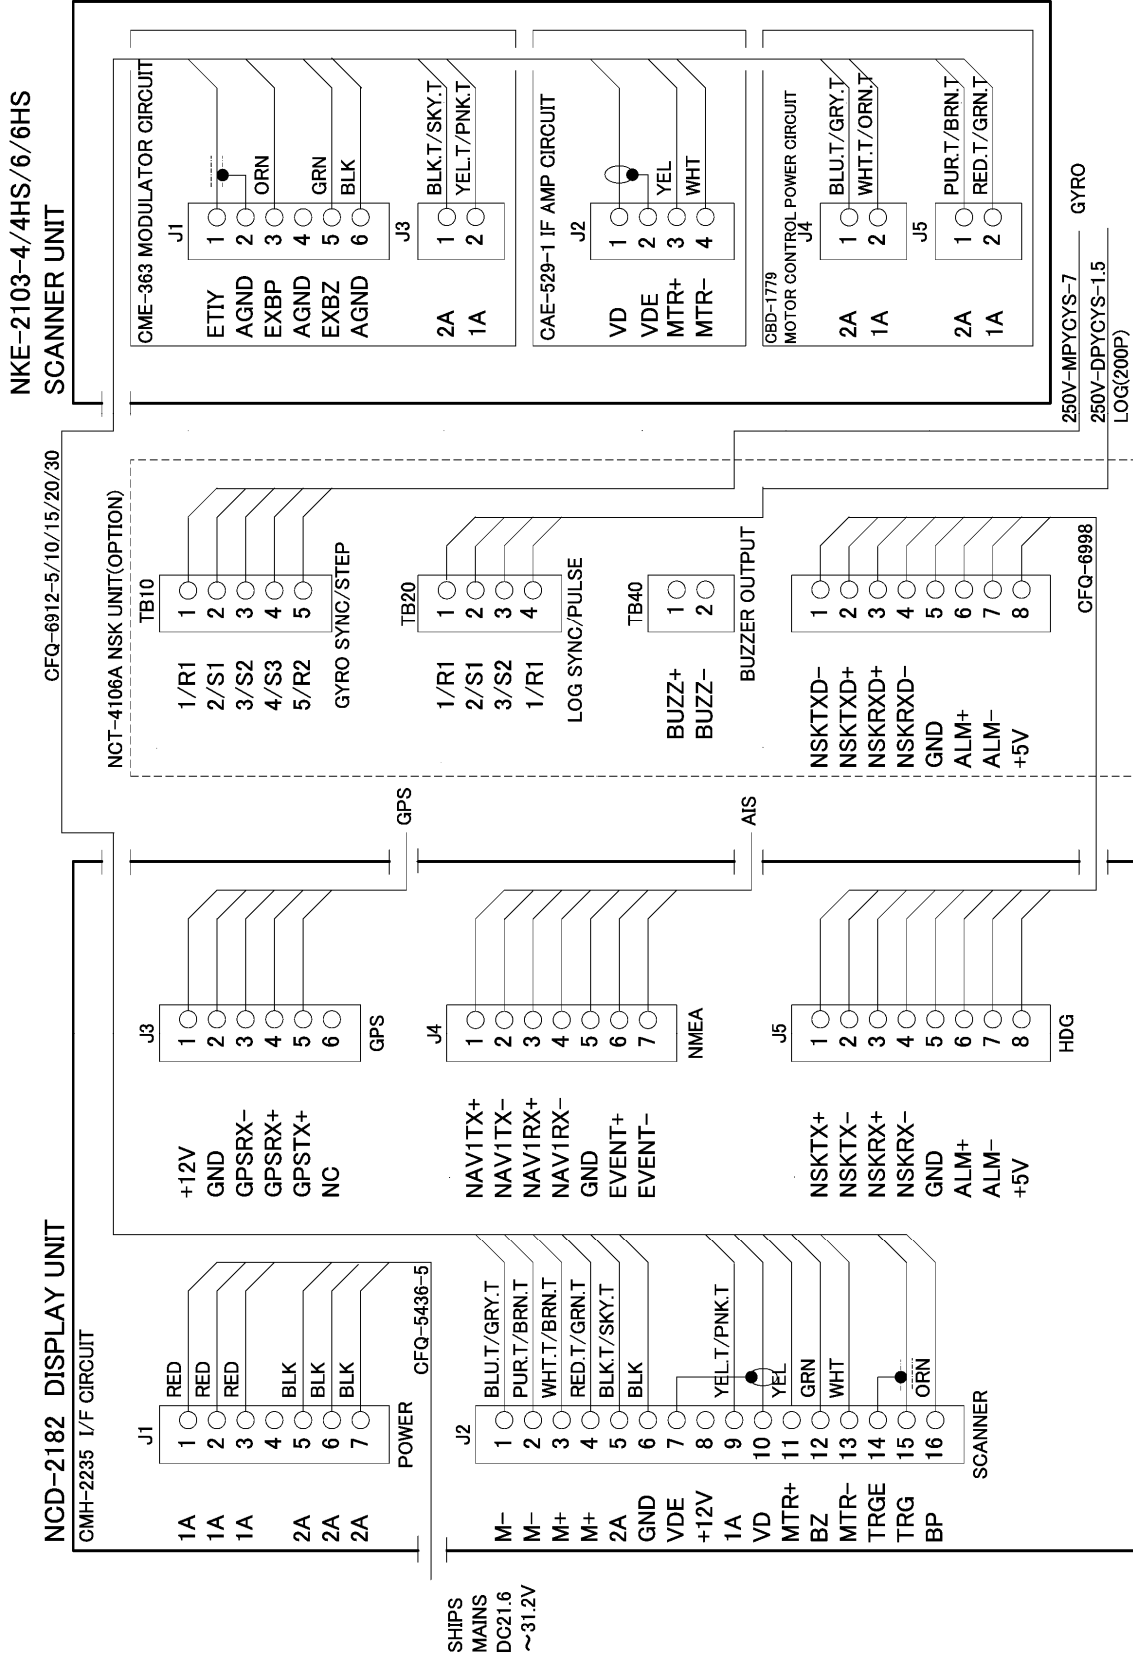 NKE-2103-4/4HS/6/6HS
SCANNER UNIT
CME-363 MODULATOR CIRCUIT
J1
ETIY 1
AGND 2
EXBP 3 ORN
AGND 4
EXBZ 5 GRN
AGND 6 BLK
J3
2A 1 BLK.T/SKY.T
1A 2 YEL.T/PNK.T
CAE-529-1 IF AMP CIRCUIT
J2
VD 1
VDE 2
MTR+ 3 YEL
MTR- 4 WHT
CBD-1779
MOTOR CONTROL POWER CIRCUIT
J4
2A 1 BLU.T/GRY.T
1A 2 WHT.T/ORN.T
J5
2A 1 PUR.T/BRN.T
1A 2 RED.T/GRN.T
CFQ-6912-5/10/15/20/30
250V-MPYCYS-7 GYRO
250V-DPYCYS-1.5
LOG(200P)
NCT-4106A NSK UNIT(OPTION)
TB10
1/R1 1
2/S1 2
3/S2 3
4/S3 4
5/R2 5
GYRO SYNC/STEP
TB20
1/R1 1
2/S1 2
3/S2 3
1/R1 4
LOG SYNC/PULSE
TB40
BUZZ+ 1
BUZZ- 2
BUZZER OUTPUT
NSKTXD- 1
NSKTXD+ 2
NSKRXD+ 3
NSKRXD- 4
GND 5
ALM+ 6
ALM- 7
+5V 8
CFQ-6998
GPS
AIS
NCD-2182 DISPLAY UNIT
CMH-2235 I/F CIRCUIT
J3
+12V 1
GND 2
GPSRX- 3
GPSRX+ 4
GPSTX+ 5
NC 6
GPS
J4
NAV1TX+ 1
NAV1TX- 2
NAV1RX+ 3
NAV1RX- 4
GND 5
EVENT+ 6
EVENT- 7
NMEA
J5
NSKTX+ 1
NSKTX- 2
NSKRX+ 3
NSKRX- 4
GND 5
ALM+ 6
ALM- 7
+5V 8
HDG
J1
1A 1 RED
1A 2 RED
1A 3 RED
4
2A 5 BLK
2A 6 BLK
2A 7 BLK
POWER
CFQ-5436-5
J2
M- 1 BLU.T/GRY.T
M- 2 PUR.T/BRN.T
M+ 3 WHT.T/BRN.T
M+ 4 RED.T/GRN.T
2A 5 BLK.T/SKY.T
GND 6 BLK
VDE 7
+12V 8
1A 9 YEL.T/PNK.T
VD 10
MTR+ 11 YEL
BZ 12 GRN
MTR- 13 WHT
TRGE 14
TRG 15
BP 16 ORN
SCANNER
SHIPS
MAINS
DC21.6
～31.2V